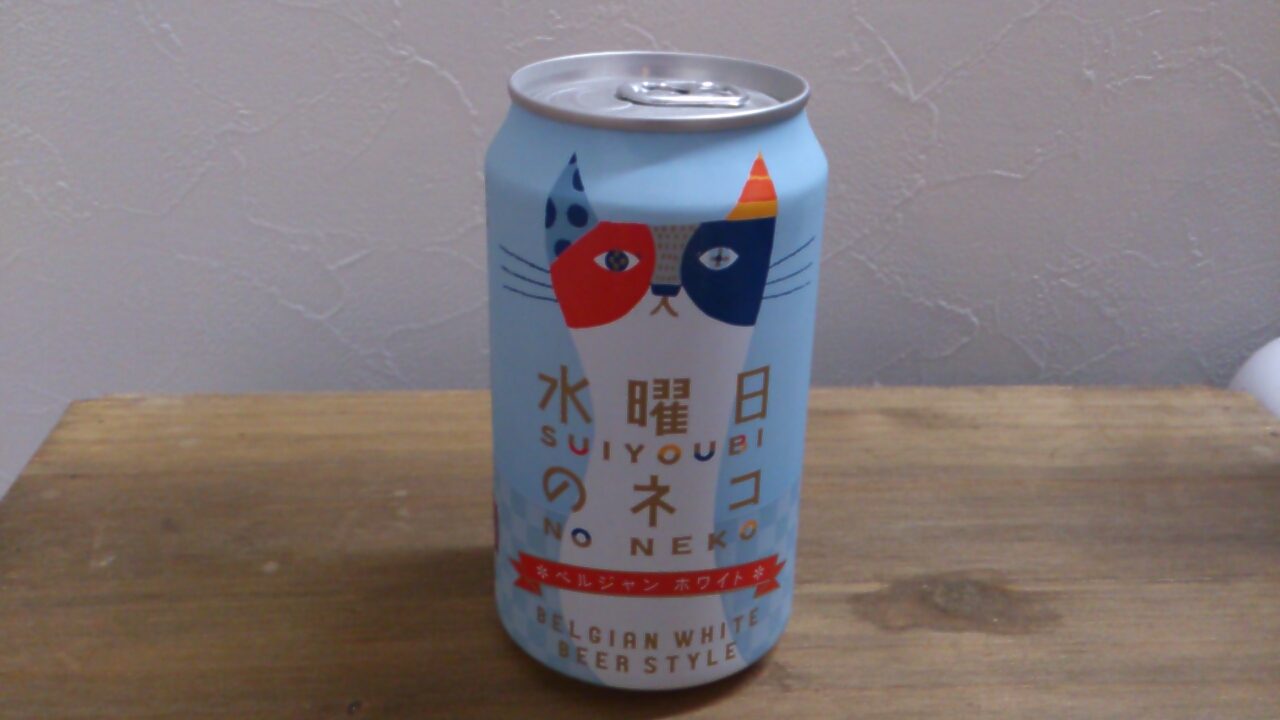 水曜日
SUIYOUBI
のネコ
NO NEKO
ベルジャン ホワイト
BELGIAN WHITE
BEER STYLE